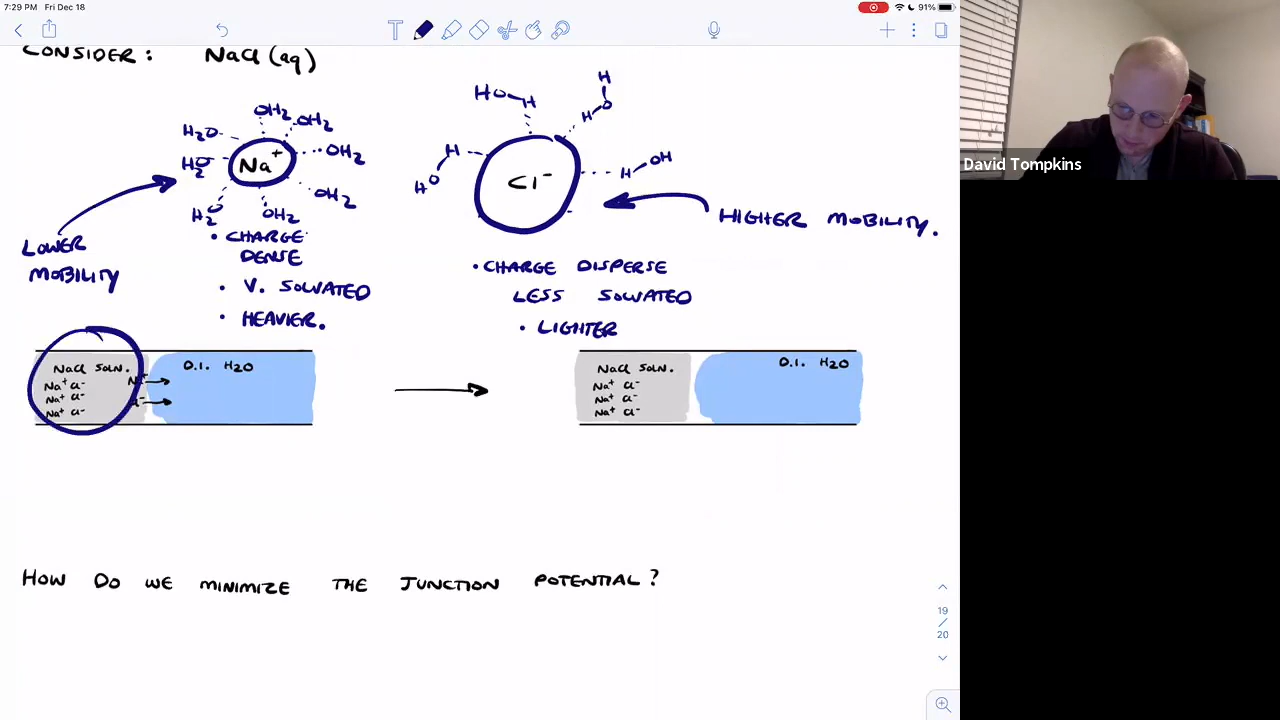 7:29 PM Fri Dec 18
91%
CONSIDER: NaCl (aq)
H
HO-H
H-O
OH2
OH2
H2O
Na+
OH2
H2O
OH2
H2O
OH2
H
HO
Cl-
H-OH
HIGHER MOBILITY.
LOWER
MOBILITY
• CHARGE
DENSE
• V. SOLVATED
• HEAVIER.
• CHARGE DISPERSE
LESS SOLVATED
• LIGHTER
NaCl SOLN.
Na+ Cl-
Na+ Cl-
Na+ Cl-
D.I. H2O
NaCl SOLN.
Na+ Cl-
Na+ Cl-
Na+ Cl-
D.I. H2O
HOW DO WE MINIMIZE THE JUNCTION POTENTIAL?
19
/
20
David Tompkins